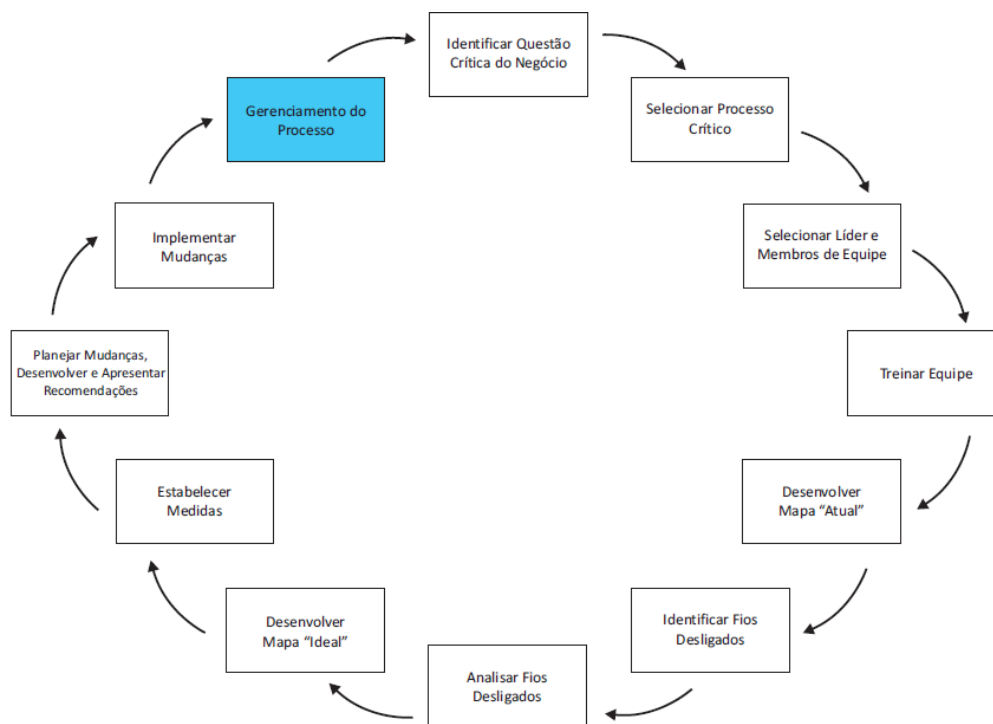 Identificar Questão
Crítica do Negócio
Selecionar Processo
Crítico
Selecionar Líder e
Membros de Equipe
Treinar Equipe
Desenvolver
Mapa “Atual”
Identificar Fios
Desligados
Analisar Fios
Desligados
Desenvolver
Mapa “Ideal”
Estabelecer
Medidas
Planejar Mudanças,
Desenvolver e Apresentar
Recomendações
Implementar
Mudanças
Gerenciamento do
Processo